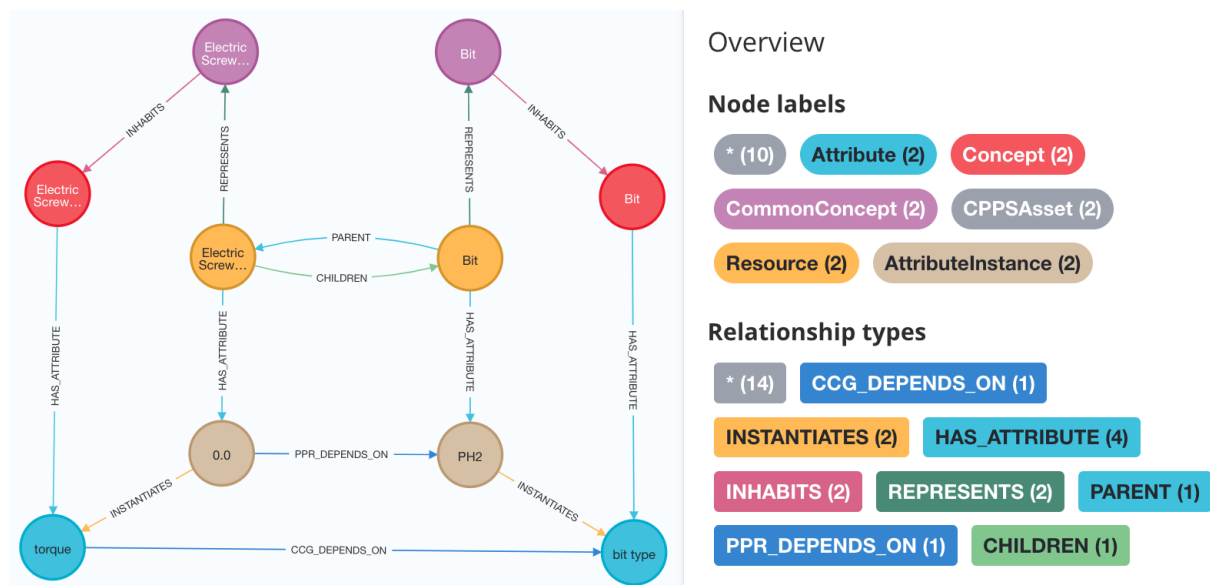 Electric
Screw...
Bit
INHABITS
INHABITS
REPRESENTS
REPRESENTS
Electric
Screw...
Bit
Electric
Screw...
Bit
PARENT
CHILDREN
HAS_ATTRIBUTE
HAS_ATTRIBUTE
HAS_ATTRIBUTE
HAS_ATTRIBUTE
0.0
PPR_DEPENDS_ON
PH2
INSTANTIATES
INSTANTIATES
torque
CCG_DEPENDS_ON
bit type
Overview
Node labels
* (10) Attribute (2) Concept (2)
CommonConcept (2) CPPSAsset (2)
Resource (2) AttributeInstance (2)
Relationship types
* (14) CCG_DEPENDS_ON (1)
INSTANTIATES (2) HAS_ATTRIBUTE (4)
INHABITS (2) REPRESENTS (2) PARENT (1)
PPR_DEPENDS_ON (1) CHILDREN (1)